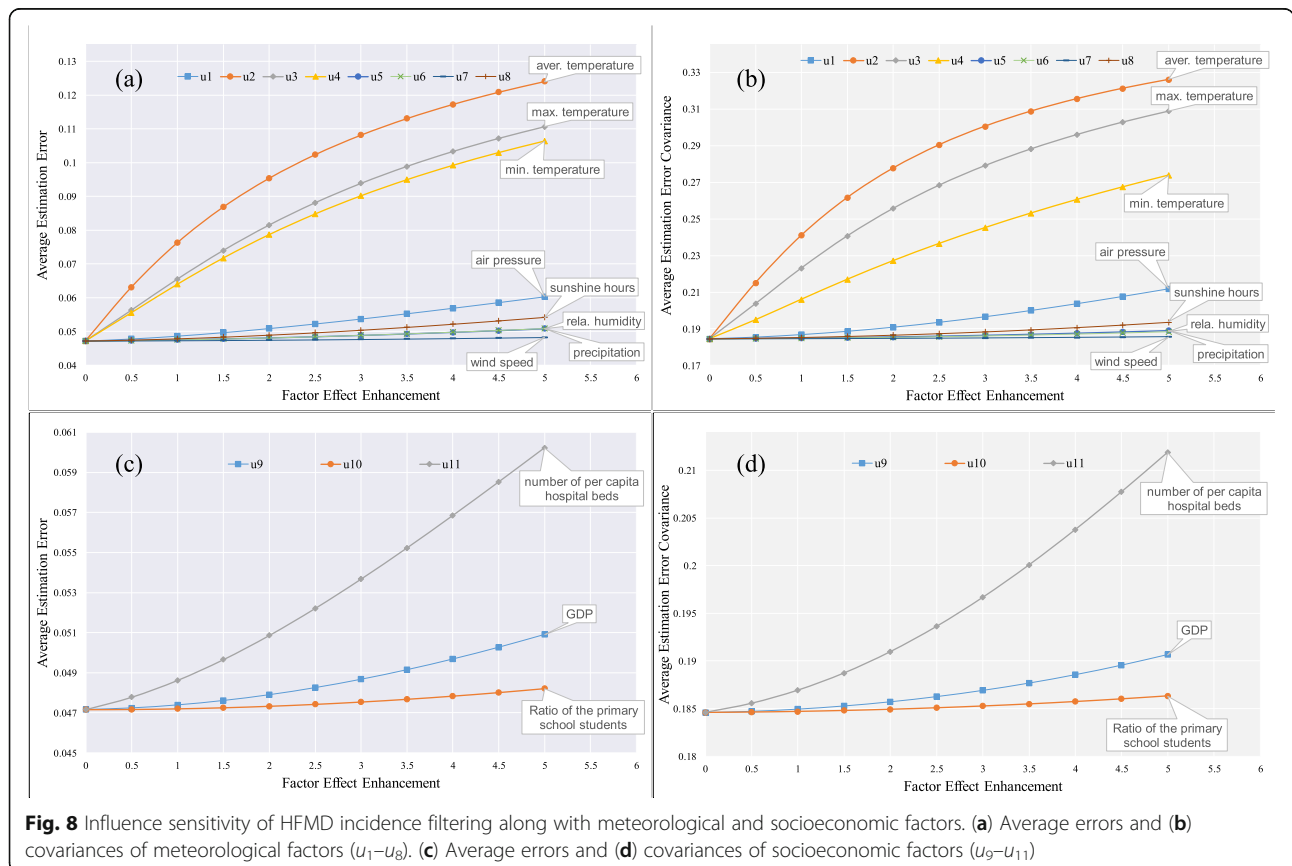 (a)
u1 u2 u3 u4 u5 u6 u7 u8
0.13
0.12
0.11
0.1
0.09
0.08
0.07
0.06
0.05
0.04
Average Estimation Error
aver. temperature
max. temperature
min. temperature
air pressure
sunshine hours
rela. humidity
precipitation
wind speed
0 0.5 1 1.5 2 2.5 3 3.5 4 4.5 5 5 6
Factor Effect Enhancement
(b)
u1 u2 u3 u4 u5 u6 u7 u8
0.33
0.31
0.29
0.27
0.25
0.23
0.21
0.19
0.17
Average Estimation Error Covariance
aver. temperature
max. temperature
min. temperature
air pressure
sunshine hours
rela. humidity
precipitation
wind speed
0 0.5 1 1.5 2 2.5 3 3.5 4 4.5 5 6
Factor Effect Enhancement
(c)
u9 u10 u11
0.061
0.059
0.057
0.055
0.053
0.051
0.049
0.047
0.045
Average Estimation Error
number of per capita
hospital beds
GDP
Ratio of the primary
school students
0 0.5 1 1.5 2 2.5 3 3.5 4 4.5 5 6
Factor Effect Enhancement
(d)
u9 u10 u11
0.21
0.205
0.2
0.195
0.19
0.185
0.18
Average Estimation Error Covariance
number of per capita
hospital beds
GDP
Ratio of the primary
school students
0 0.5 1 1.5 2 2.5 3 3.5 4 4.5 5 6
Factor Effect Enhancement
Fig. 8 Influence sensitivity of HFMD incidence filtering along with meteorological and socioeconomic factors. (a) Average errors and (b)
covariances of meteorological factors (u1–u8). (c) Average errors and (d) covariances of socioeconomic factors (u9–u11)